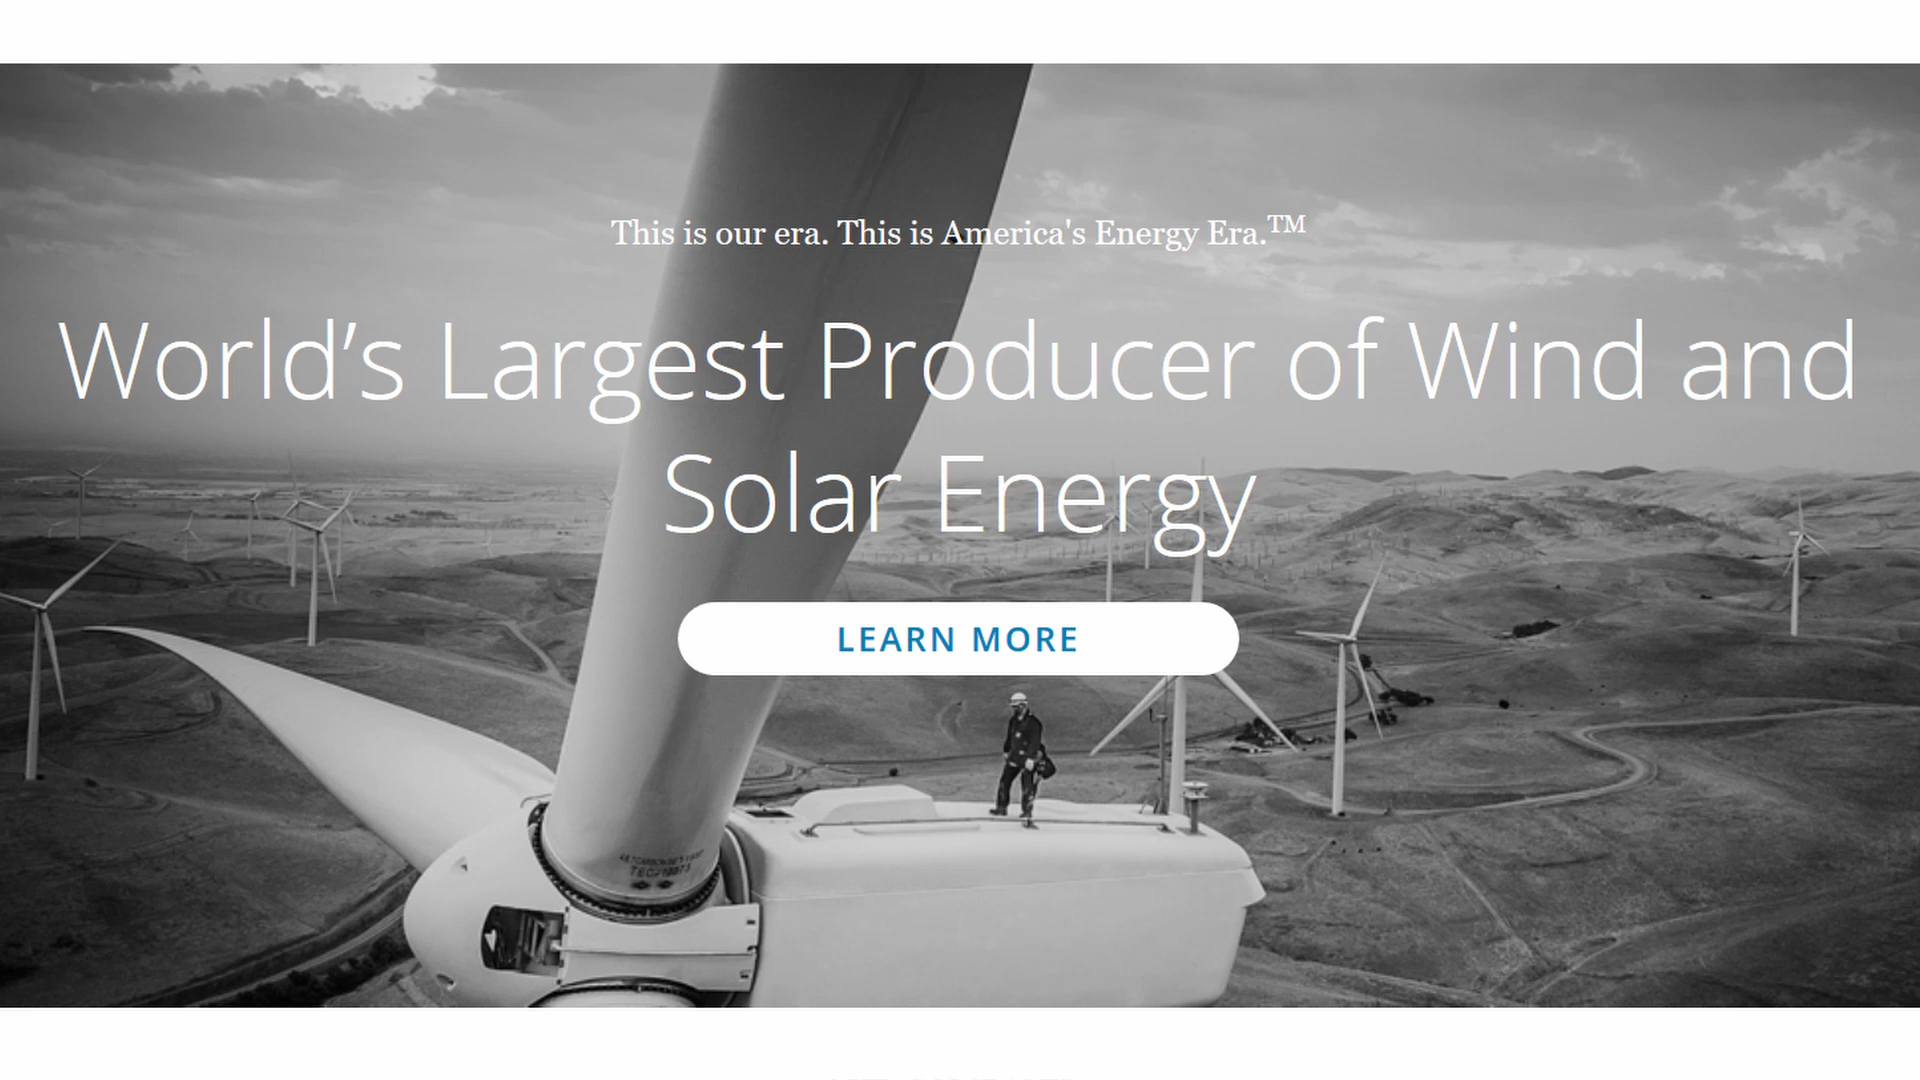 This is our era. This is America's Energy Era.TM
World’s Largest Producer of Wind and
Solar Energy
LEARN MORE